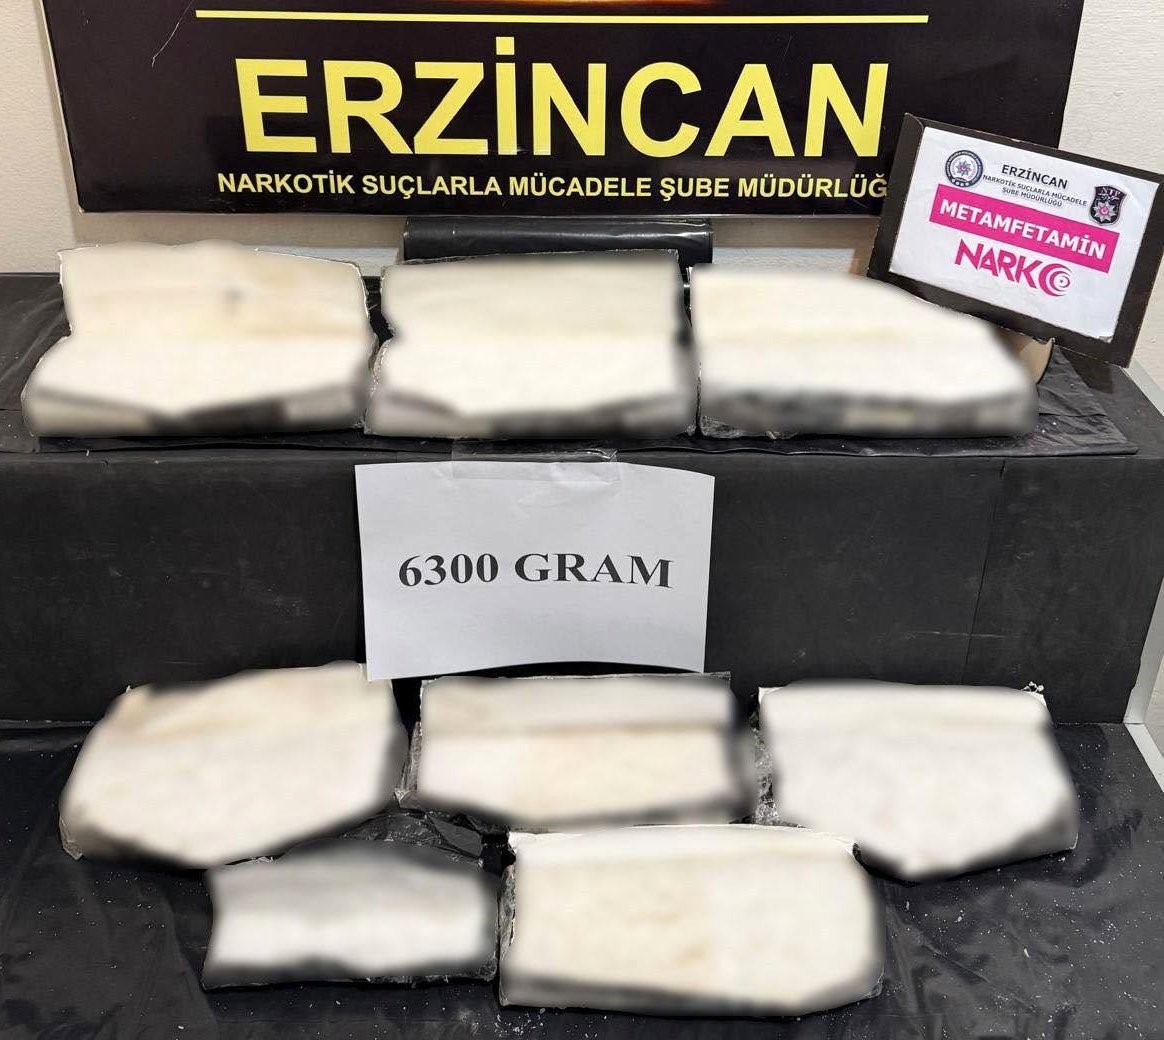 ERZİNCAN
NARKOTİK SUÇLARLA MÜCADELE ŞUBE MÜDÜRLÜĞ
ERZİNCAN
NARKOTİK SUÇLARLA MÜCADELE
ŞUBE MÜDÜRLÜĞÜ
METAMFETAMİN
NARKO
6300 GRAM